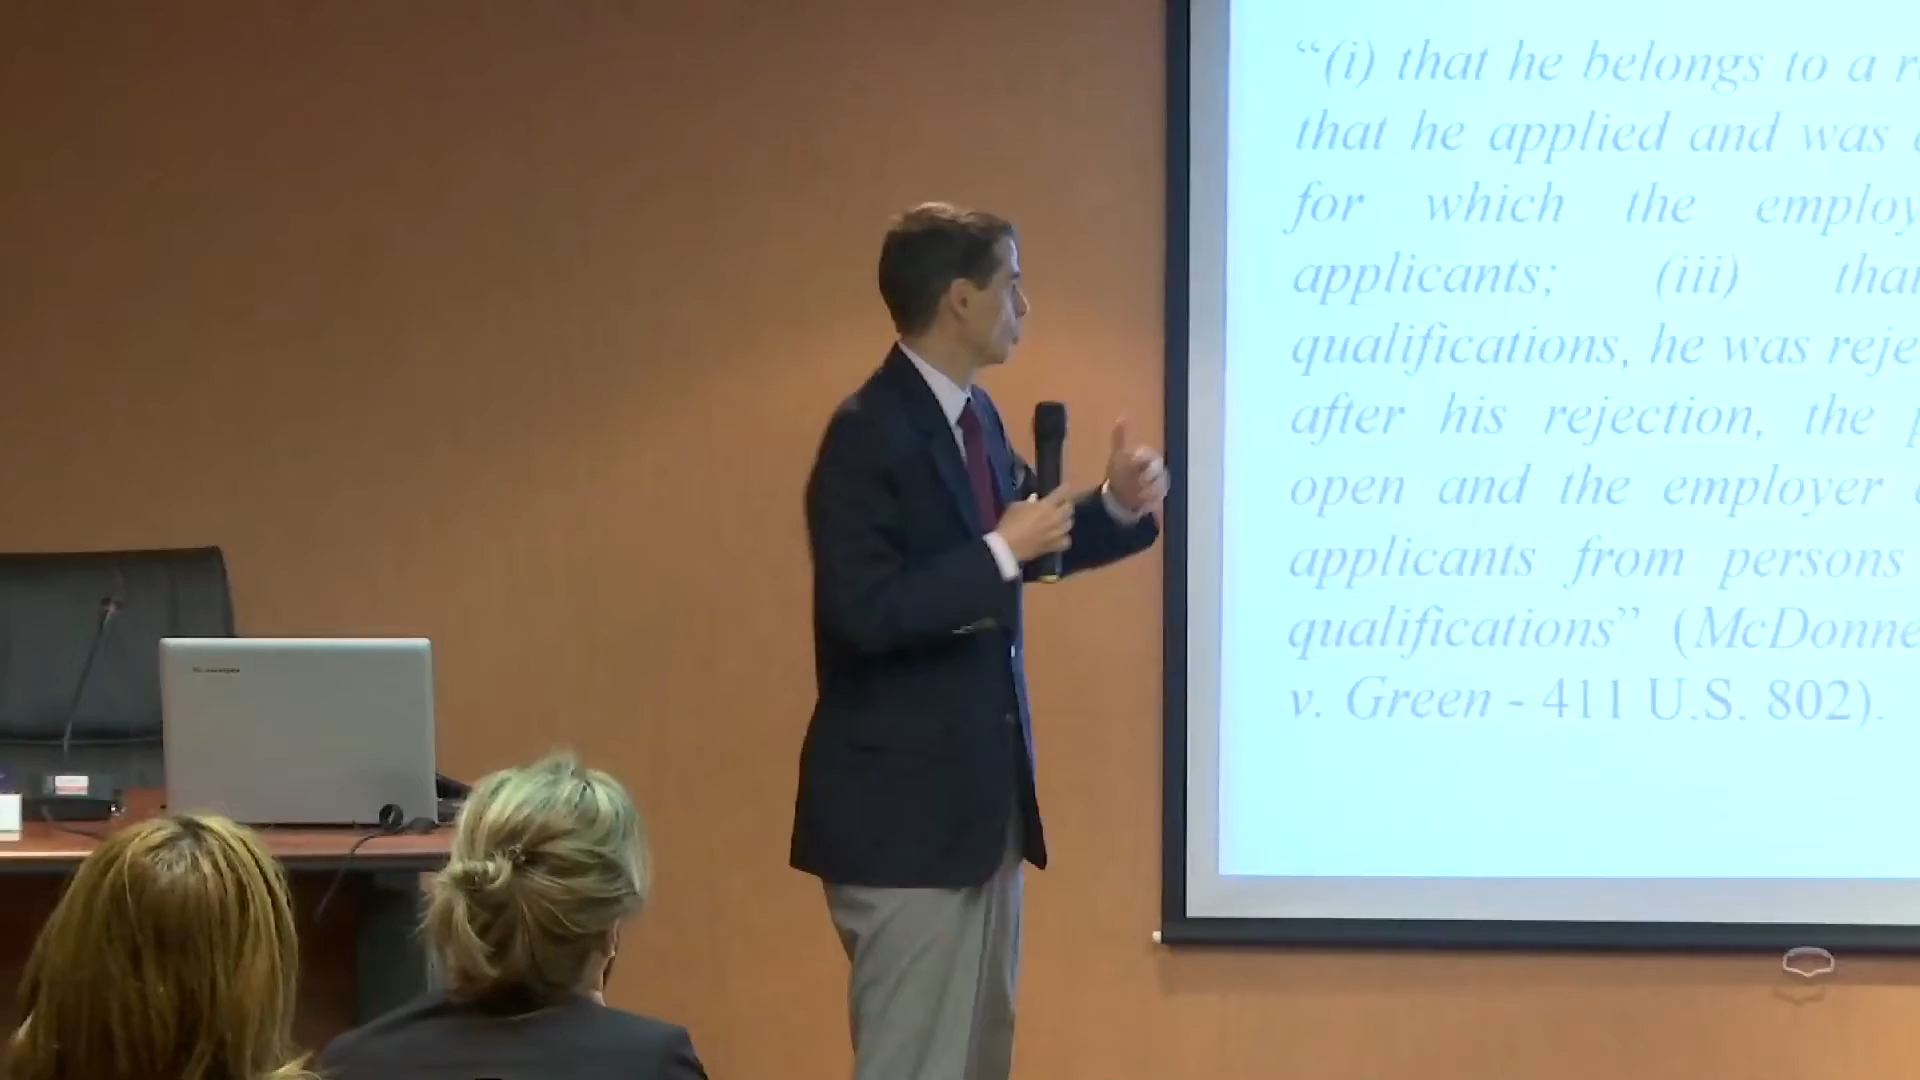 “(i) that he belongs to a
that he applied and was
for which the employ
applicants; (iii) that
qualifications, he was reje
after his rejection, the
open and the employer
applicants from persons
qualifications” (McDonne
v. Green - 411 U.S. 802).